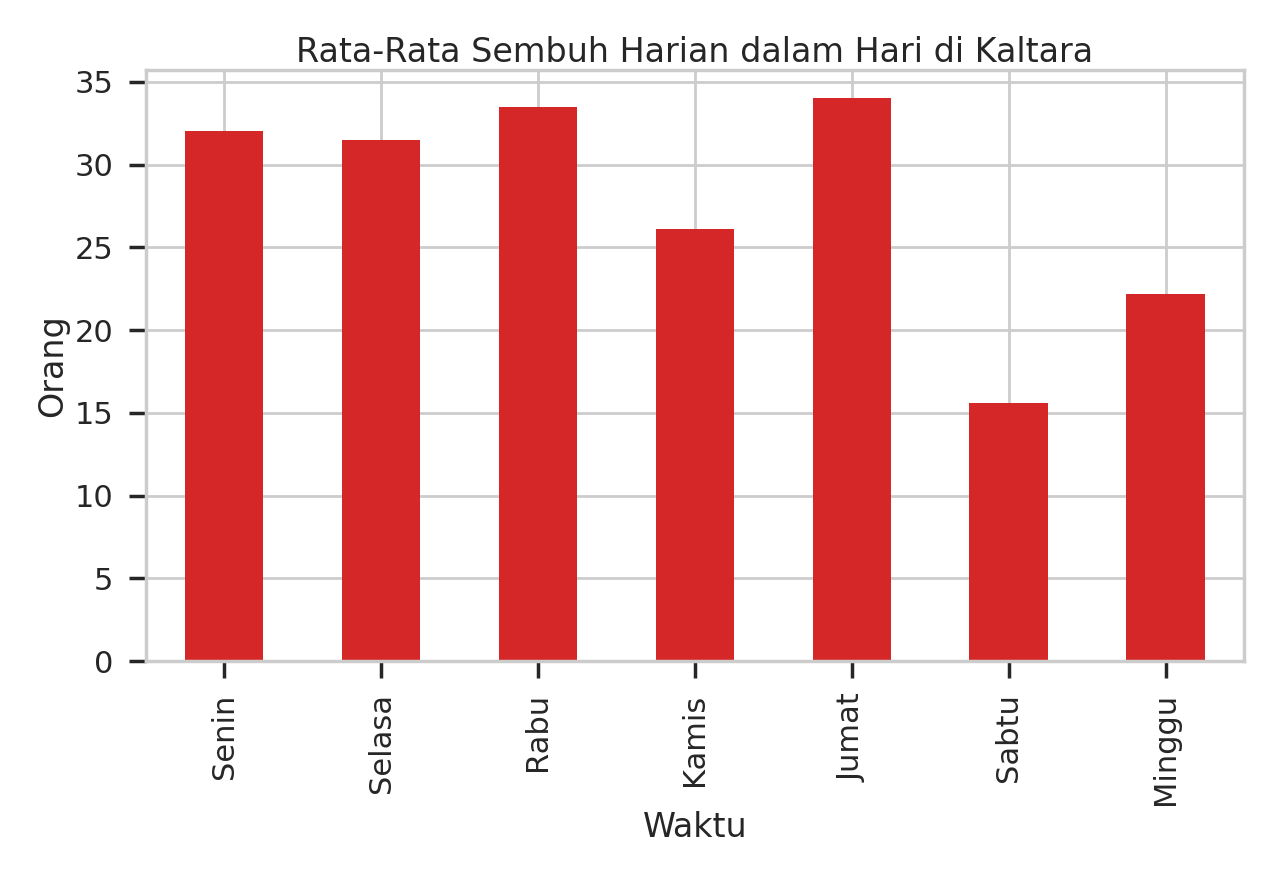 Rata-Rata Sembuh Harian dalam Hari di Kaltara
35
30
25
20
15
10
5
0
Orang
Senin
Selasa
Rabu
Kamis
Jumat
Sabtu
Minggu
Waktu